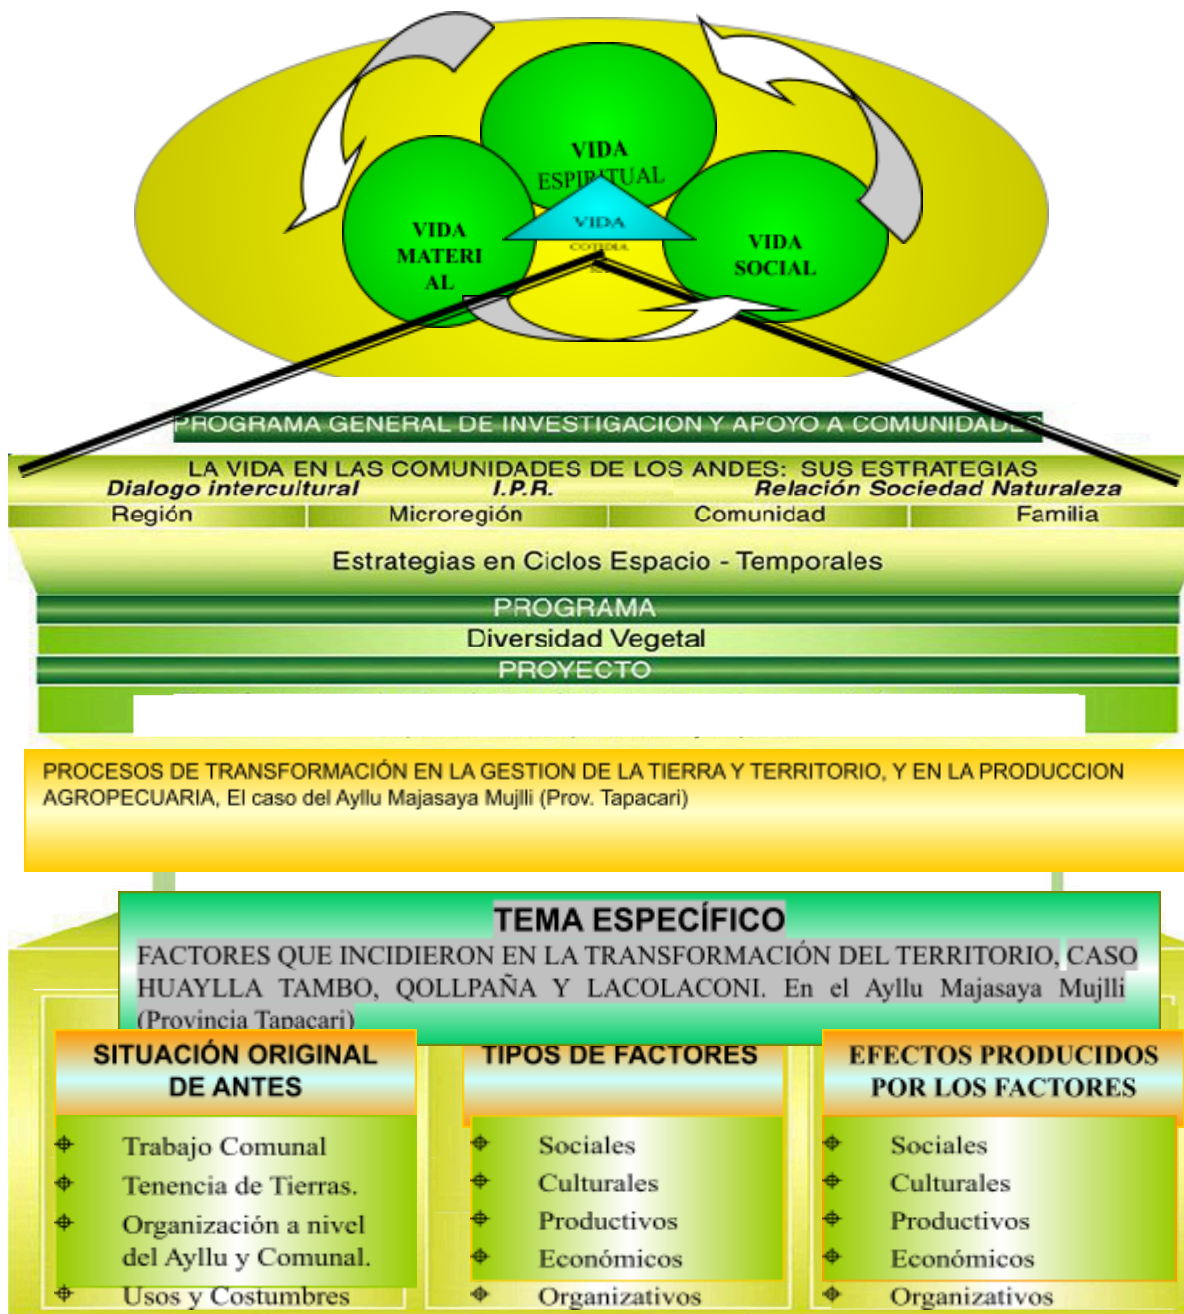 VIDA
ESPIRITUAL
VIDA
MATERI
AL
VIDA
COTIDIA
VIDA
SOCIAL
PROGRAMA GENERAL DE INVESTIGACION Y APOYO A COMUNIDADES
LA VIDA EN LAS COMUNIDADES DE LOS ANDES: SUS ESTRATEGIAS
Dialogo intercultural I.P.R. Relación Sociedad Naturaleza
Región Microregión Comunidad Familia
Estrategias en Ciclos Espacio - Temporales
PROGRAMA
Diversidad Vegetal
PROYECTO
PROCESOS DE TRANSFORMACIÓN EN LA GESTION DE LA TIERRA Y TERRITORIO, Y EN LA PRODUCCION
AGROPECUARIA, El caso del Ayllu Majasaya Mujlli (Prov. Tapacari)
TEMA ESPECÍFICO
FACTORES QUE INCIDIERON EN LA TRANSFORMACIÓN DEL TERRITORIO, CASO
HUAYLLA TAMBO, QOLLPAÑA Y LACOLACONI. En el Ayllu Majasaya Mujlli
(Provincia Tapacari)
SITUACIÓN ORIGINAL
DE ANTES
Trabajo Comunal
Tenencia de Tierras.
Organización a nivel
del Ayllu y Comunal.
Usos y Costumbres
TIPOS DE FACTORES
Sociales
Culturales
Productivos
Económicos
Organizativos
EFECTOS PRODUCIDOS
POR LOS FACTORES
Sociales
Culturales
Productivos
Económicos
Organizativos